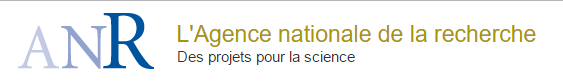 ANR
L'Agence nationale de la recherche
Des projets pour la science